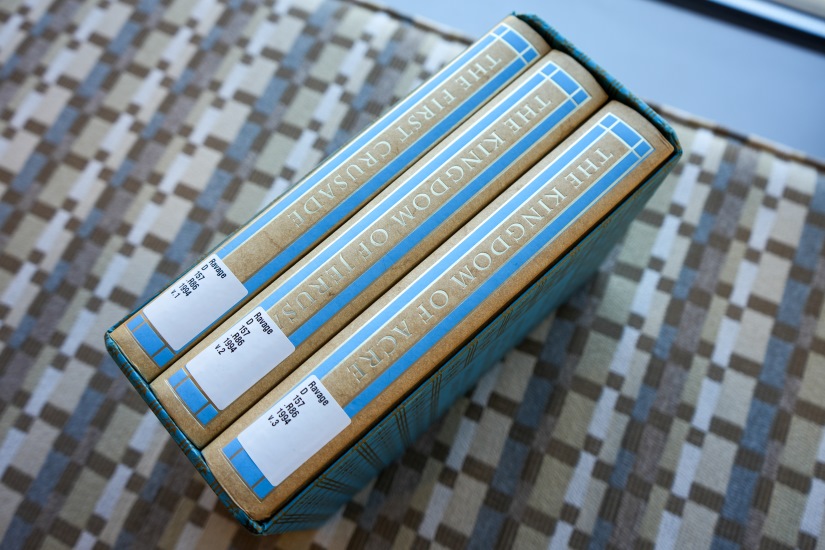 THE FIRST CRUSADE
Ravage
D
157
.R86
1994
v.1
THE KINGDOM OF JERUS
Ravage
D
157
.R86
1994
v.2
THE KINGDOM OF ACRE
Ravage
D
157
.R86
1994
v.3